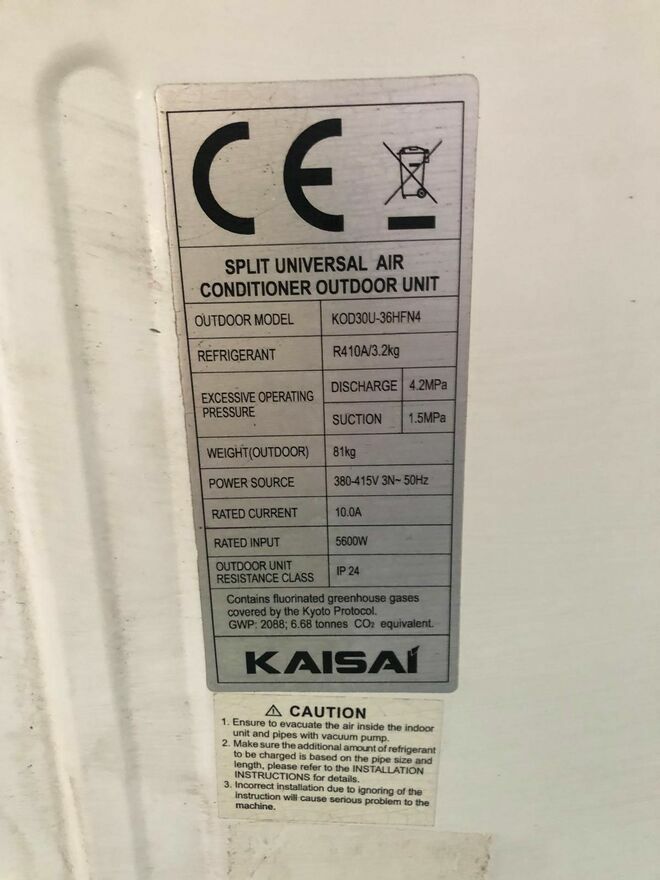 CE
SPLIT UNIVERSAL AIR
CONDITIONER OUTDOOR UNIT
OUTDOOR MODEL KOD30U-36HFN4
REFRIGERANT R410A/3.2kg
EXCESSIVE OPERATING PRESSURE DISCHARGE 4.2MPa
SUCTION 1.5MPa
WEIGHT(OUTDOOR) 81kg
POWER SOURCE 380-415V 3N~ 50Hz
RATED CURRENT 10.0A
RATED INPUT 5600W
OUTDOOR UNIT
RESISTANCE CLASS IP 24
Contains fluorinated greenhouse gases
covered by the Kyoto Protocol.
GWP: 2088; 6.68 tonnes CO₂ equivalent.
KAISAI
⚠ CAUTION
1. Ensure to evacuate the air inside the indoor
unit and pipes with vacuum pump.
2. Make sure the additional amount of refrigerant
to be charged is based on the pipe size and
length, please refer to the INSTALLATION
INSTRUCTIONS for details.
3. Incorrect installation due to ignoring of the
instruction will cause serious problem to the
machine.